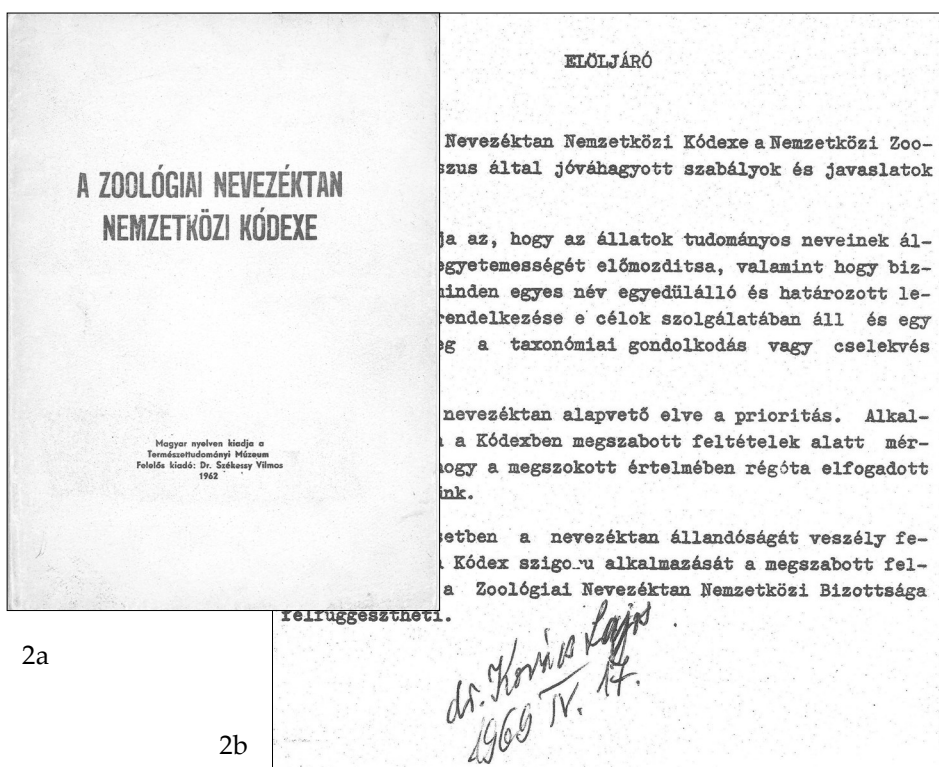 A ZOOLÓGIAI NEVEZÉKTAN
NEMZETKÖZI KÓDEXE
Magyar nyelven kiadja a
Természettudományi Múzeum
Felelős kiadó: Dr. Székessy Vilmos
1962
2a
ELÖLJÁRÓ
Nevezéktan Nemzetközi Kódexe a Nemzetközi Zoo-
szus által jóváhagyott szabályok és javaslatok
ja az, hogy az állatok tudományos neveinek ál-
egyetemességét előmozditsa, valamint hogy biz-
minden egyes név egyedülálló és határozott le-
rendelkezése e célok szolgálatában áll és egy
eg a taxonómiai gondolkodás vagy cselekvés
nevezéktan alapvető elve a prioritás. Alkal-
a Kódexben megszabott feltételek alatt mér-
hogy a megszokott értelmében régóta elfogadott
ink.
setben a nevezéktan állandóságát veszély fe-
Kódex szigoru alkalmazását a megszabott fel-
a Zoológiai Nevezéktan Nemzetközi Bizottsága
felfüggesztheti.
dr. Kovács Lajos
1969 IV. 17.
2b